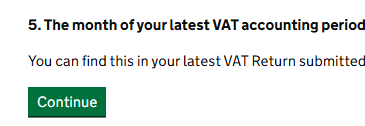 5. The month of your latest VAT accounting period
You can find this in your latest VAT Return submitted
Continue